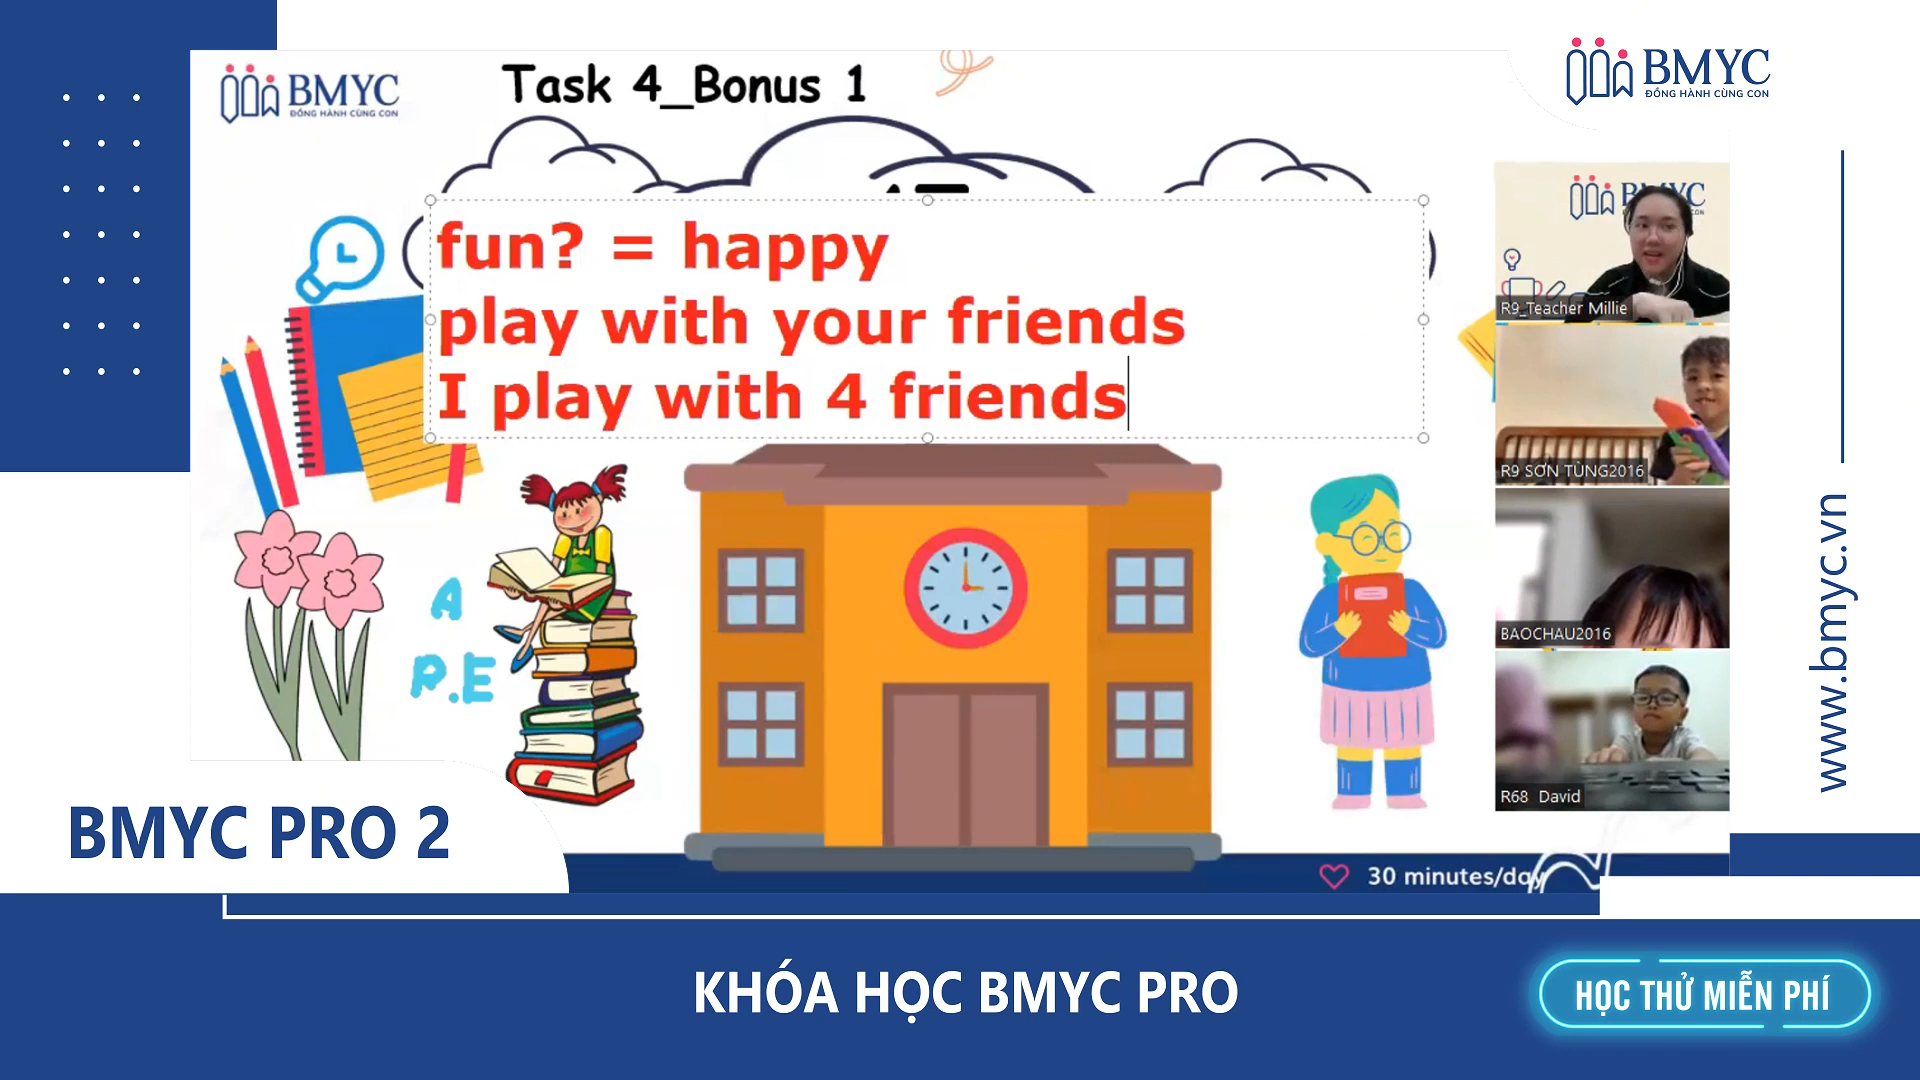 BMYC
ĐỒNG HÀNH CÙNG CON
Task 4_Bonus 1
BMYC
ĐỒNG HÀNH CÙNG CON
fun? = happy
play with your friends
I play with 4 friends
A
P.E
BMYC
R9_Teacher Millie
R9 SƠN TÙNG2016
BAOCHAU2016
R68 David
www.bmyc.vn
BMYC PRO 2
30 minutes/day
KHÓA HỌC BMYC PRO
HỌC THỬ MIỄN PHÍ